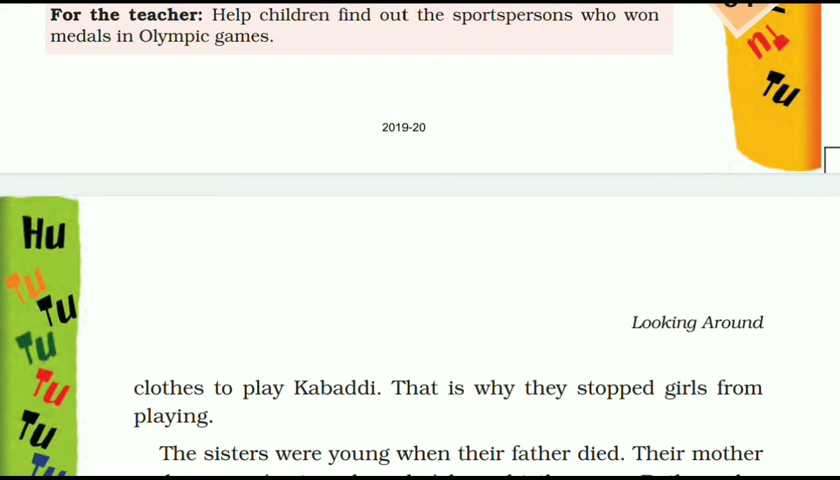 For the teacher: Help children find out the sportspersons who won
medals in Olympic games.
Tu
2019-20
Hu
Tu
Tu
Tu
Tu
Tu
Tu
Looking Around
clothes to play Kabaddi. That is why they stopped girls from
playing.
The sisters were young when their father died. Their mother